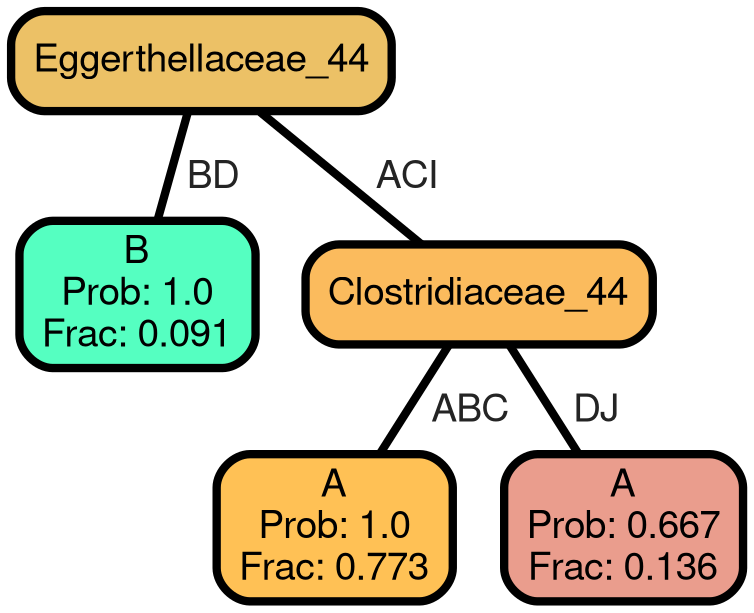 Eggerthellaceae_44
BD
ACI
B
Prob: 1.0
Frac: 0.091
Clostridiaceae_44
ABC
DJ
A
Prob: 1.0
Frac: 0.773
A
Prob: 0.667
Frac: 0.136